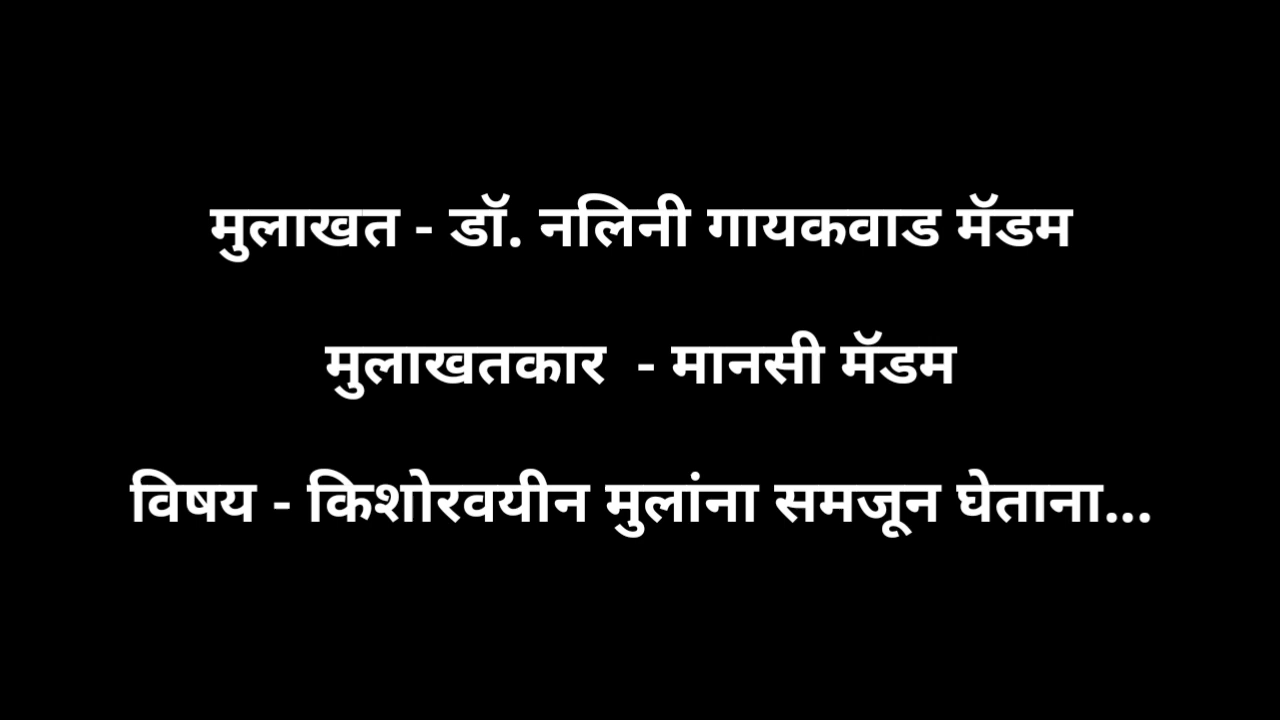 मुलाखत - डॉ. नलिनी गायकवाड मॅडम
मुलाखतकार  - मानसी मॅडम
विषय - किशोरवयीन मुलांना समजून घेताना...